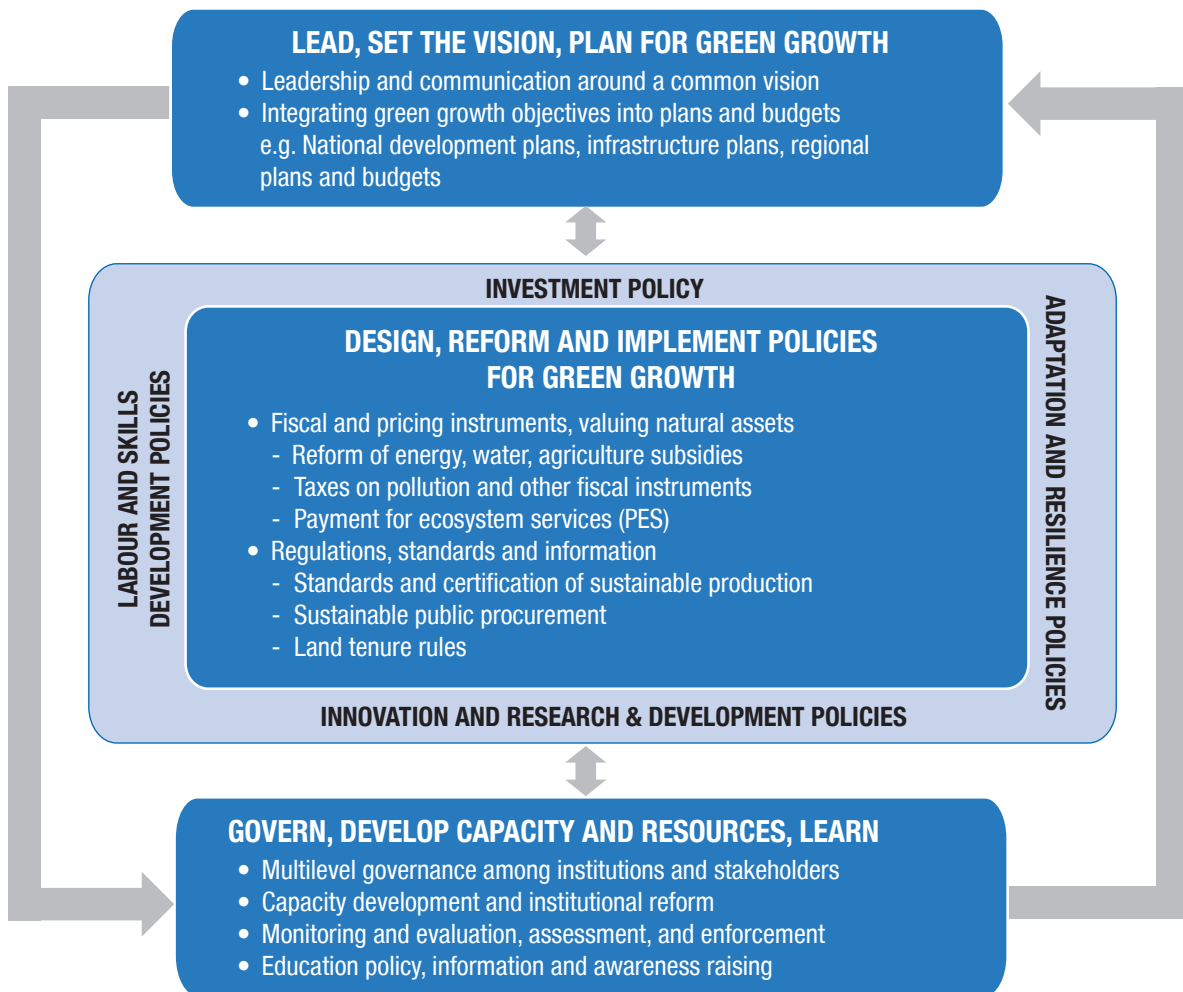 LEAD, SET THE VISION, PLAN FOR GREEN GROWTH
• Leadership and communication around a common vision
• Integrating green growth objectives into plans and budgets
e.g. National development plans, infrastructure plans, regional
plans and budgets
INVESTMENT POLICY
LABOUR AND SKILLS
DEVELOPMENT POLICIES
DESIGN, REFORM AND IMPLEMENT POLICIES
FOR GREEN GROWTH
• Fiscal and pricing instruments, valuing natural assets
- Reform of energy, water, agriculture subsidies
- Taxes on pollution and other fiscal instruments
- Payment for ecosystem services (PES)
• Regulations, standards and information
- Standards and certification of sustainable production
- Sustainable public procurement
- Land tenure rules
ADAPTATION AND RESILIENCE POLICIES
INNOVATION AND RESEARCH & DEVELOPMENT POLICIES
GOVERN, DEVELOP CAPACITY AND RESOURCES, LEARN
• Multilevel governance among institutions and stakeholders
• Capacity development and institutional reform
• Monitoring and evaluation, assessment, and enforcement
• Education policy, information and awareness raising